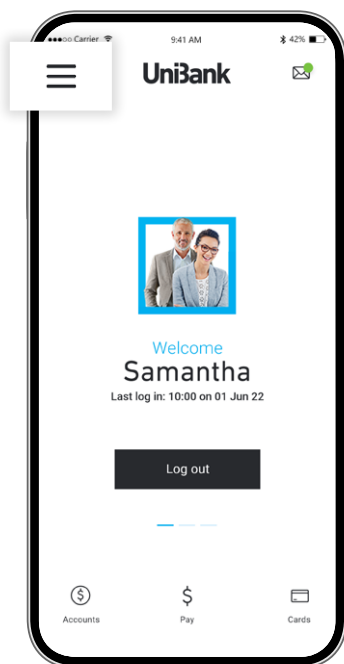 ●●●○○ Carrier 9:41 AM 42%
UniBank
Welcome
Samantha
Last log in: 10:00 on 01 Jun 22
Log out
$ $
Accounts Pay Cards